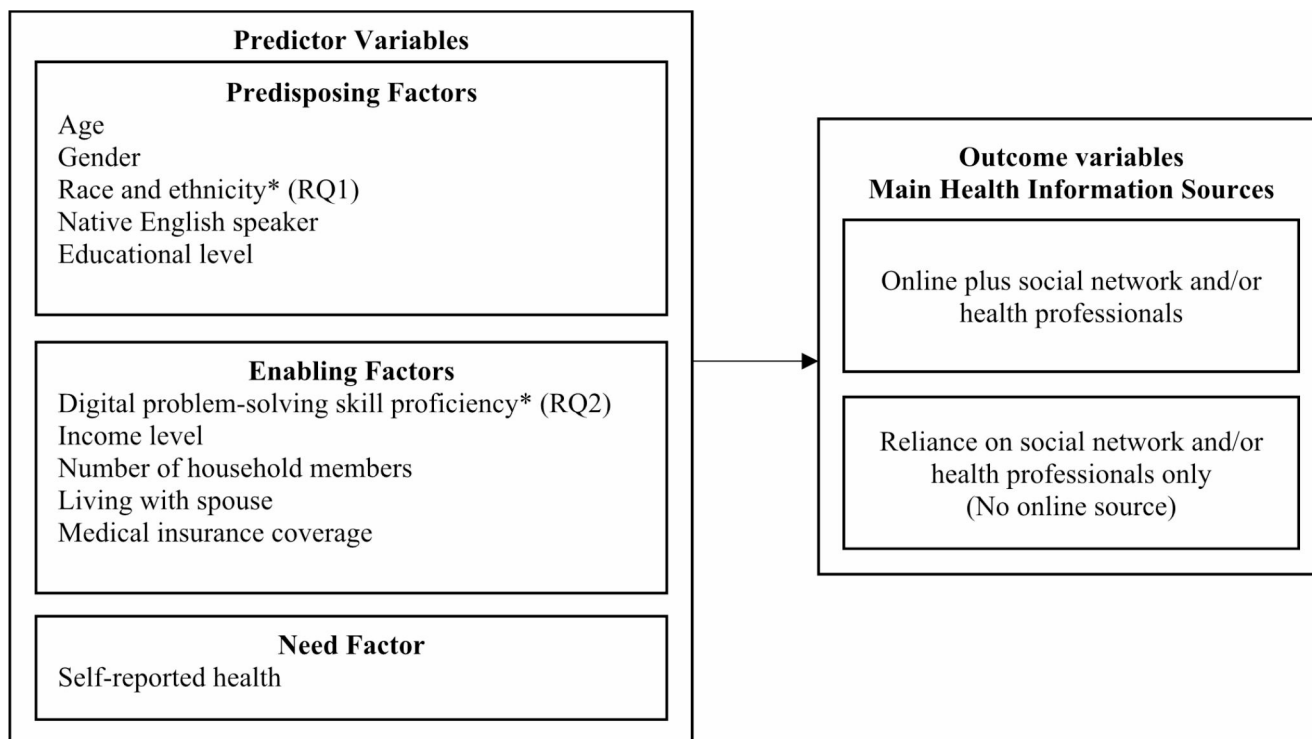 Predictor Variables
Predisposing Factors
Age
Gender
Race and ethnicity* (RQ1)
Native English speaker
Educational level
Enabling Factors
Digital problem-solving skill proficiency* (RQ2)
Income level
Number of household members
Living with spouse
Medical insurance coverage
Need Factor
Self-reported health
Outcome variables
Main Health Information Sources
Online plus social network and/or
health professionals
Reliance on social network and/or
health professionals only
(No online source)